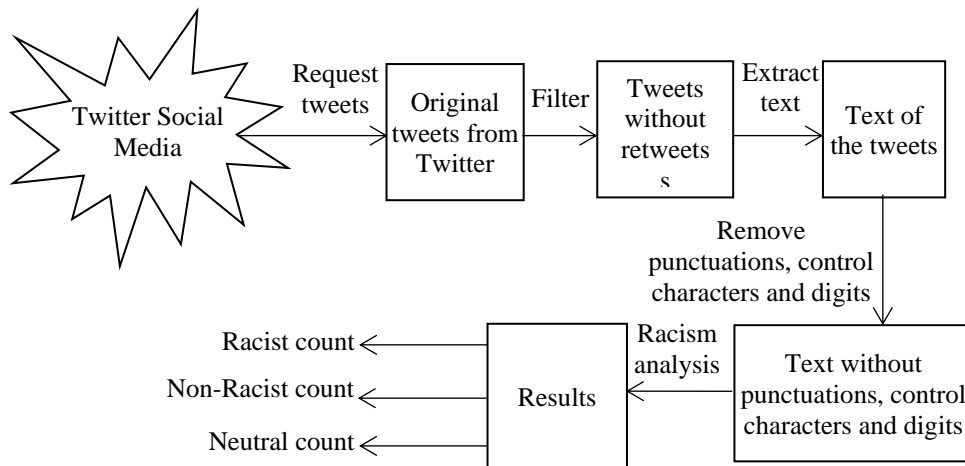 Twitter Social
Media
Request
tweets
Original
tweets from
Twitter
Filter
Tweets
without
retweets
s
Extract
text
Text of
the tweets
Remove
punctuations, control
characters and digits
Text without
punctuations, control
characters and digits
Racism
analysis
Results
Racist count
Non-Racist count
Neutral count